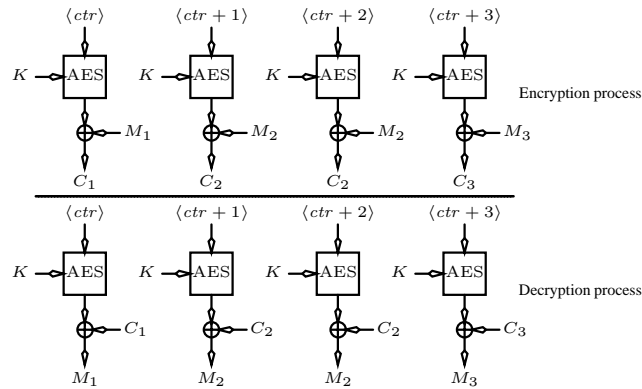 ⟨ctr⟩ ⟨ctr + 1⟩ ⟨ctr + 2⟩ ⟨ctr + 3⟩
K AES K AES K AES K AES
Encryption process
M1 M2 M2 M3
C1 C2 C2 C3
⟨ctr⟩ ⟨ctr + 1⟩ ⟨ctr + 2⟩ ⟨ctr + 3⟩
K AES K AES K AES K AES
Decryption process
C1 C2 C2 C3
M1 M2 M2 M3